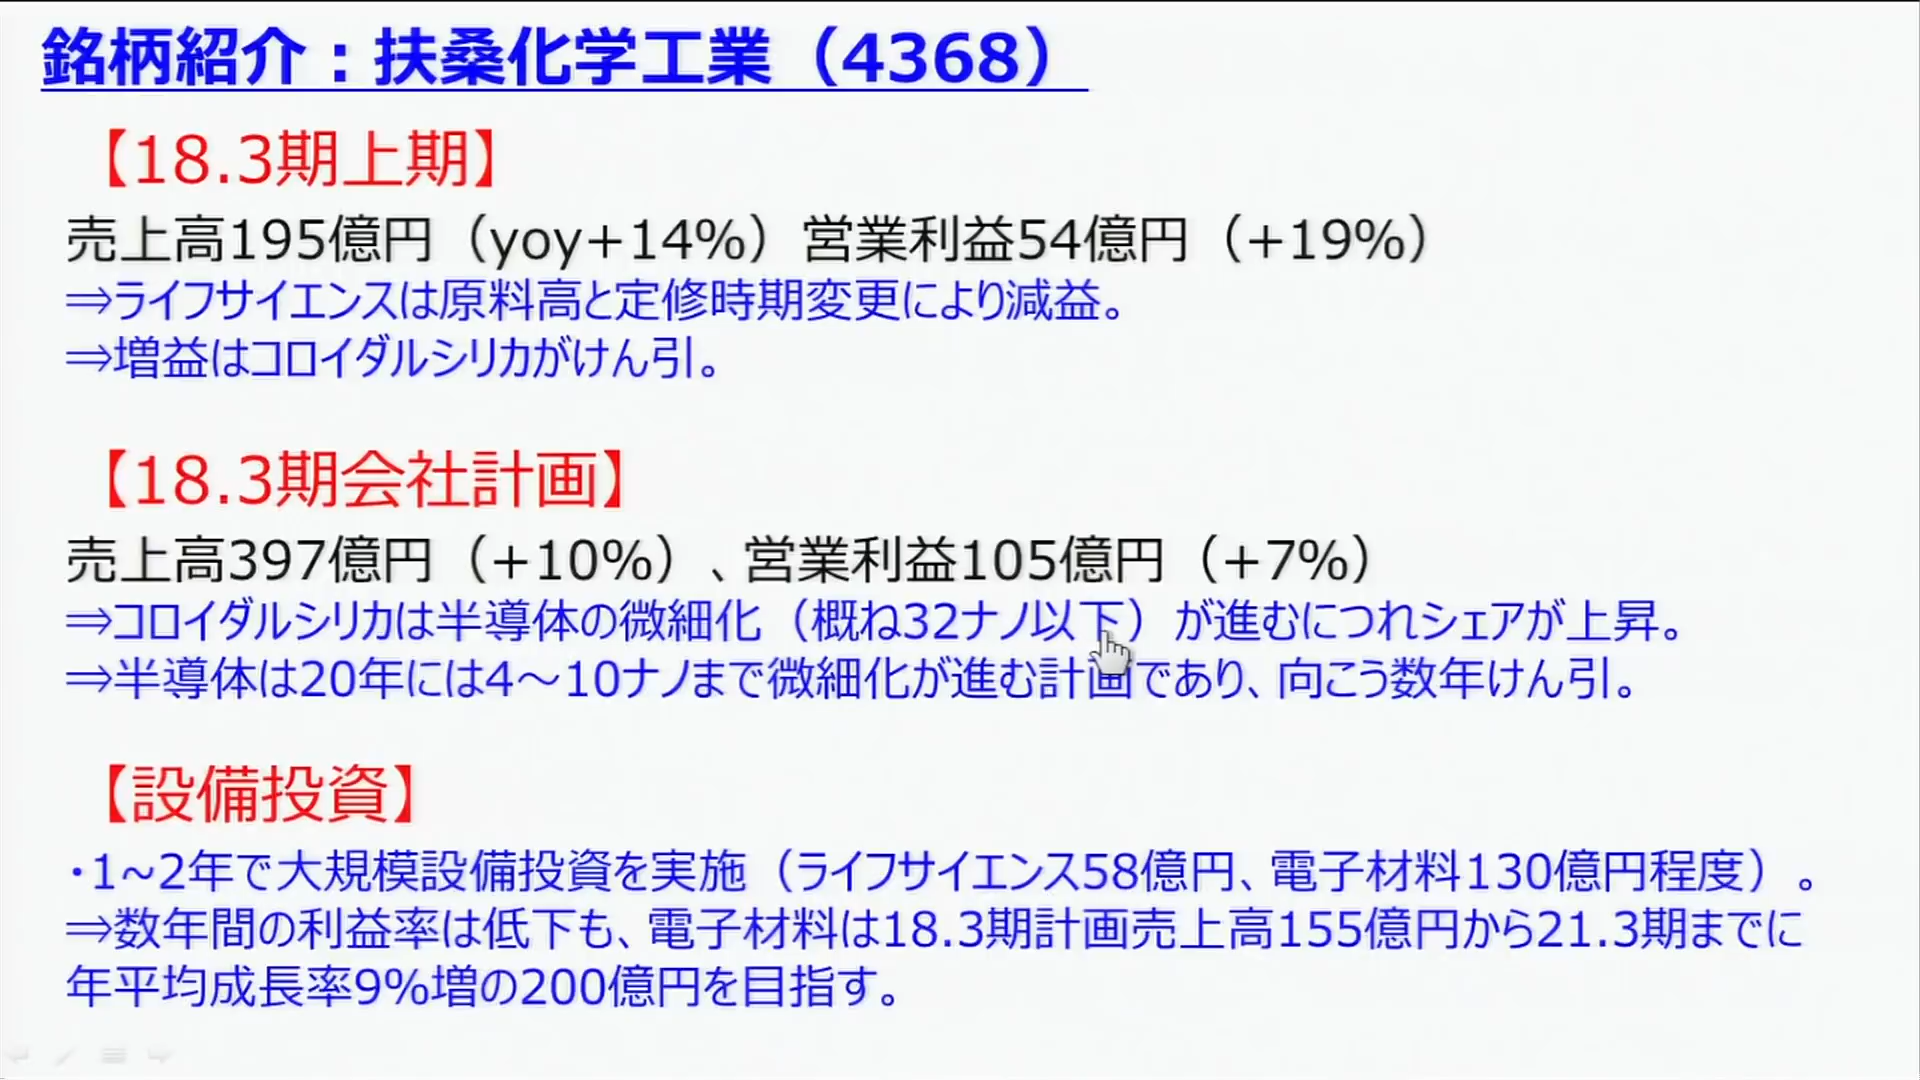 銘柄紹介：扶桑化学工業（4368）
【18.3期上期】
売上高195億円（yoy+14%）営業利益54億円（+19%）
⇒ライフサイエンスは原料高と定修時期変更により減益。
⇒増益はコロイダルシリカがけん引。
【18.3期会社計画】
売上高397億円（+10%）、営業利益105億円（+7%）
⇒コロイダルシリカは半導体の微細化（概ね32ナノ以下）が進むにつれシェアが上昇。
⇒半導体は20年には4～10ナノまで微細化が進む計画であり、向こう数年けん引。
【設備投資】
・1~2年で大規模設備投資を実施（ライフサイエンス58億円、電子材料130億円程度）。
⇒数年間の利益率は低下も、電子材料は18.3期計画売上高155億円から21.3期までに
年平均成長率9%増の200億円を目指す。